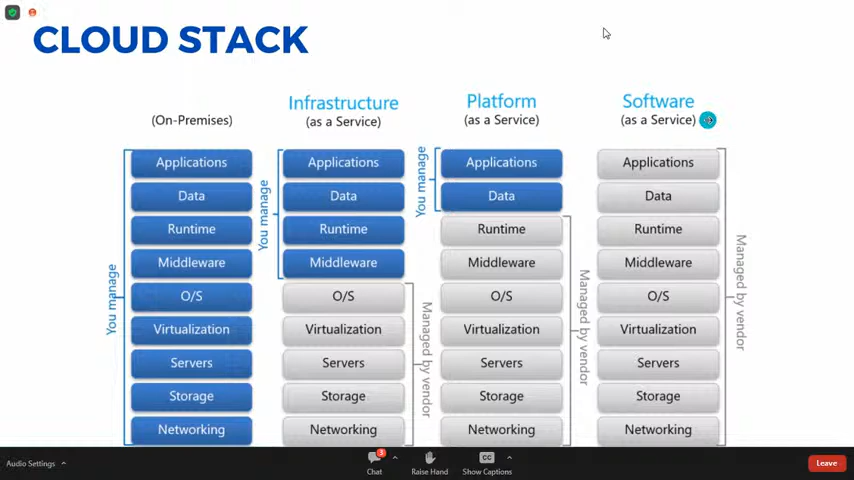 CLOUD STACK
(On-Premises)
Infrastructure
(as a Service)
Platform
(as a Service)
Software
(as a Service)
You manage
Applications
Data
Runtime
Middleware
O/S
Virtualization
Servers
Storage
Networking
You manage
Applications
Data
Runtime
Middleware
O/S
Virtualization
Servers
Storage
Networking
Managed by vendor
You manage
Applications
Data
Runtime
Middleware
O/S
Virtualization
Servers
Storage
Networking
Managed by vendor
Applications
Data
Runtime
Middleware
O/S
Virtualization
Servers
Storage
Networking
Managed by vendor
Audio Settings
3
Chat
Raise Hand
CC
Show Captions
Leave